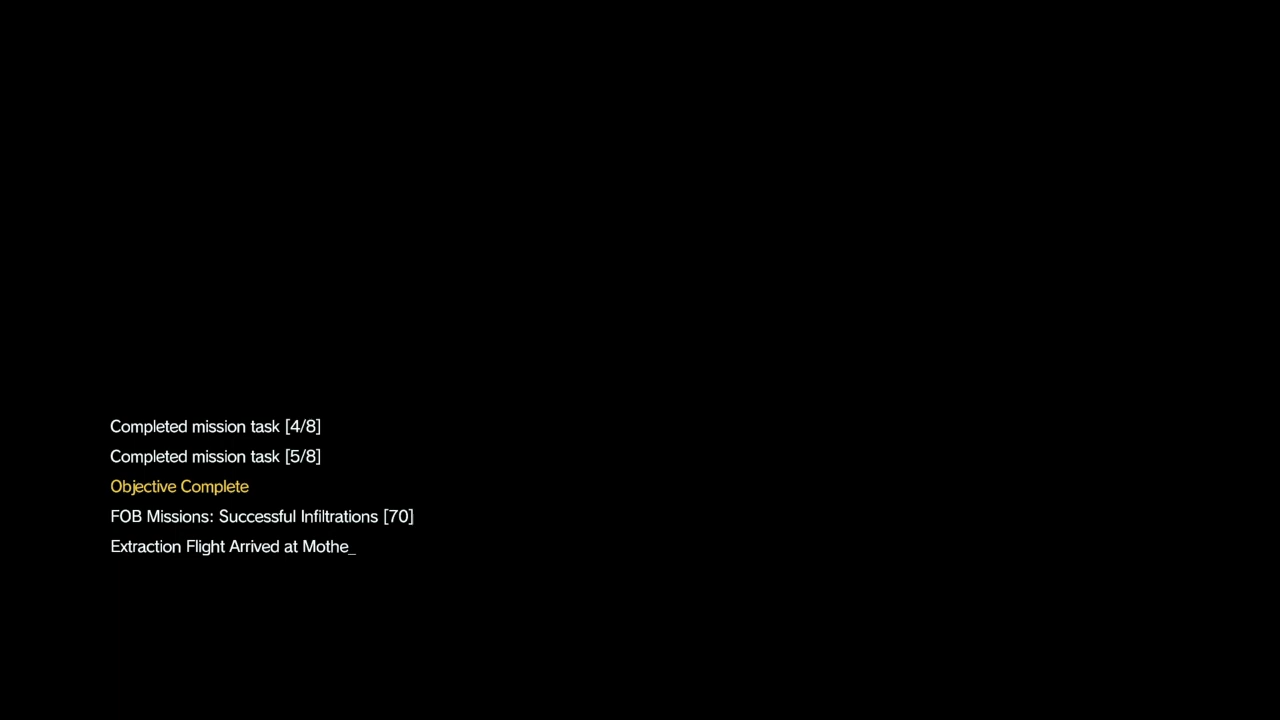 Completed mission task [4/8]
Completed mission task [5/8]
Objective Complete
FOB Missions: Successful Infiltrations [70]
Extraction Flight Arrived at Mothe_